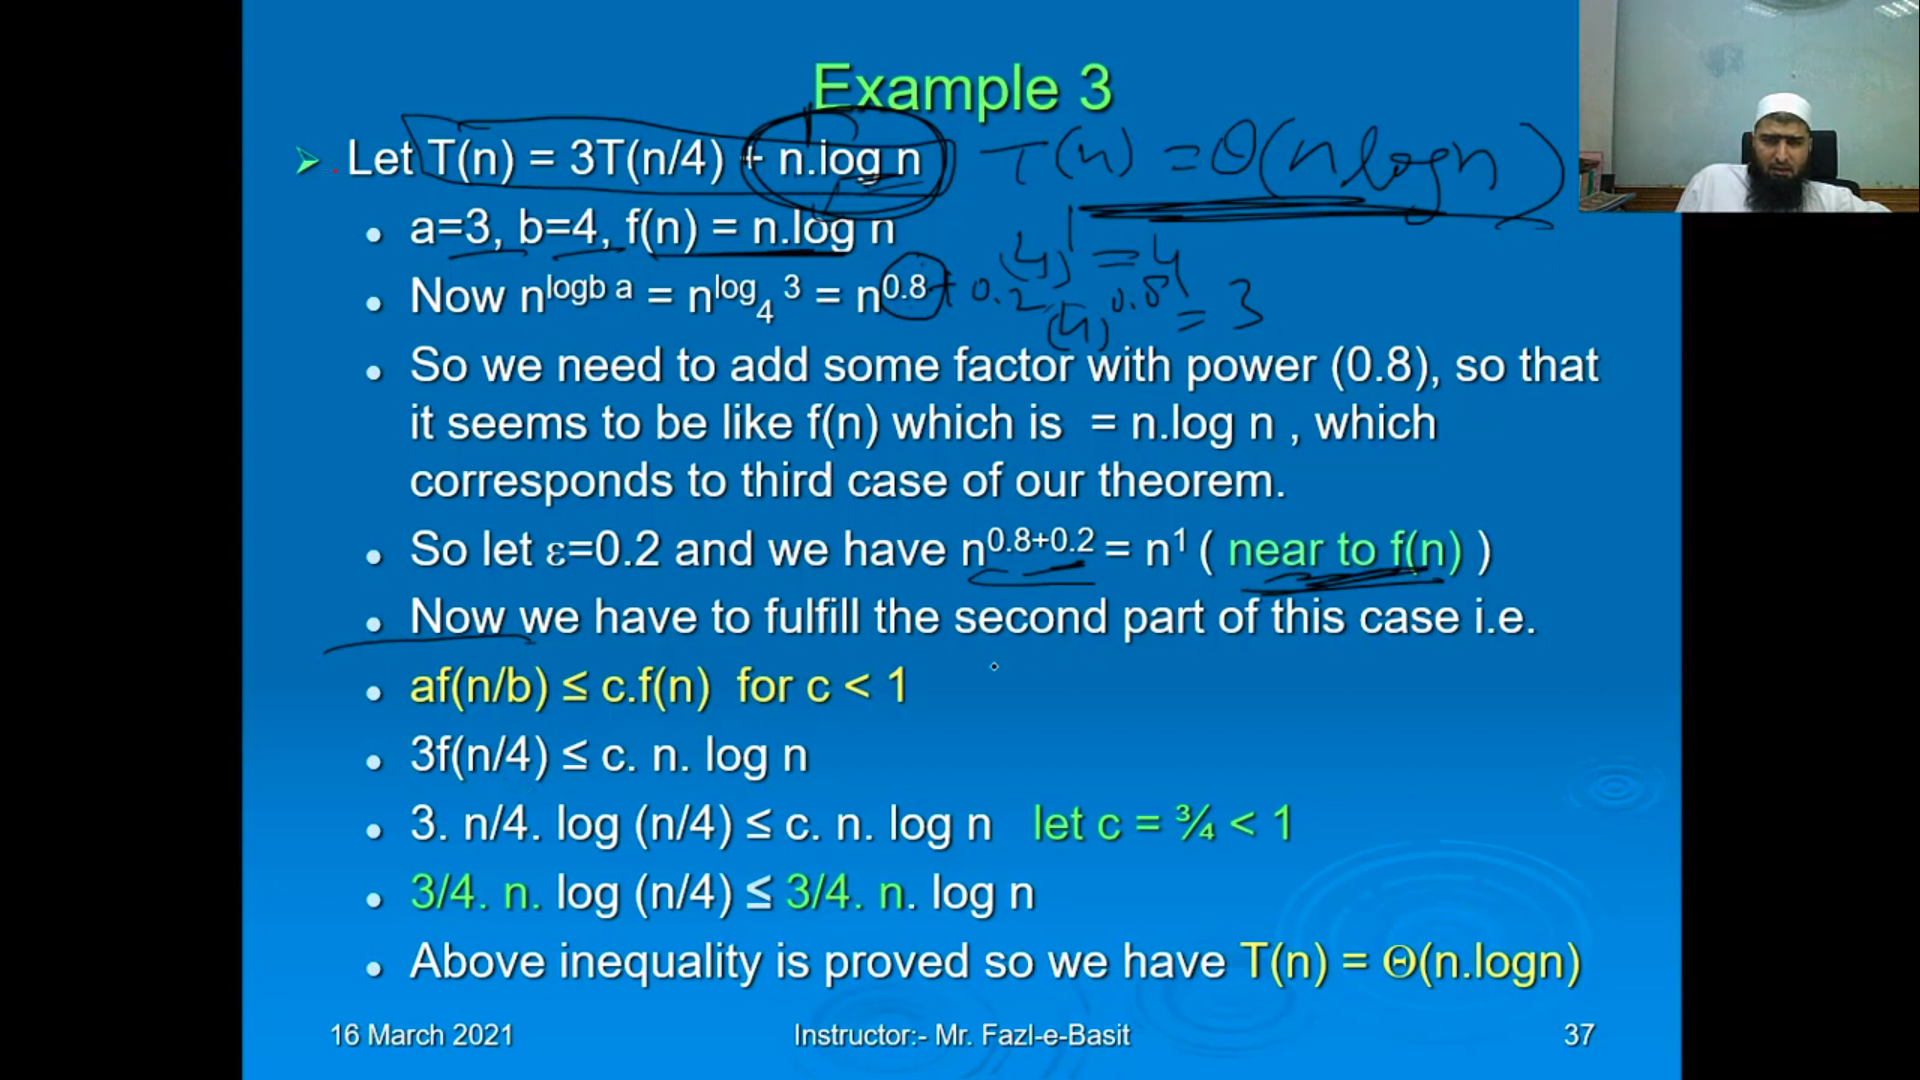 Example 3
Let T(n) = 3T(n/4) + n.log n
T(n) = Θ(n logn)
a=3, b=4, f(n) = n.log n
(4)¹ = 4
Now n^logb a = n^log₄ 3 = n^0.8 + 0.2
(4)^0.8 = 3
So we need to add some factor with power (0.8), so that
it seems to be like f(n) which is = n.log n , which
corresponds to third case of our theorem.
So let ε=0.2 and we have n^0.8+0.2 = n¹ ( near to f(n) )
Now we have to fulfill the second part of this case i.e.
af(n/b) ≤ c.f(n) for c < 1
3f(n/4) ≤ c. n. log n
3. n/4. log (n/4) ≤ c. n. log n let c = ¾ < 1
3/4. n. log (n/4) ≤ 3/4. n. log n
Above inequality is proved so we have T(n) = Θ(n.logn)
16 March 2021 Instructor:- Mr. Fazl-e-Basit 37